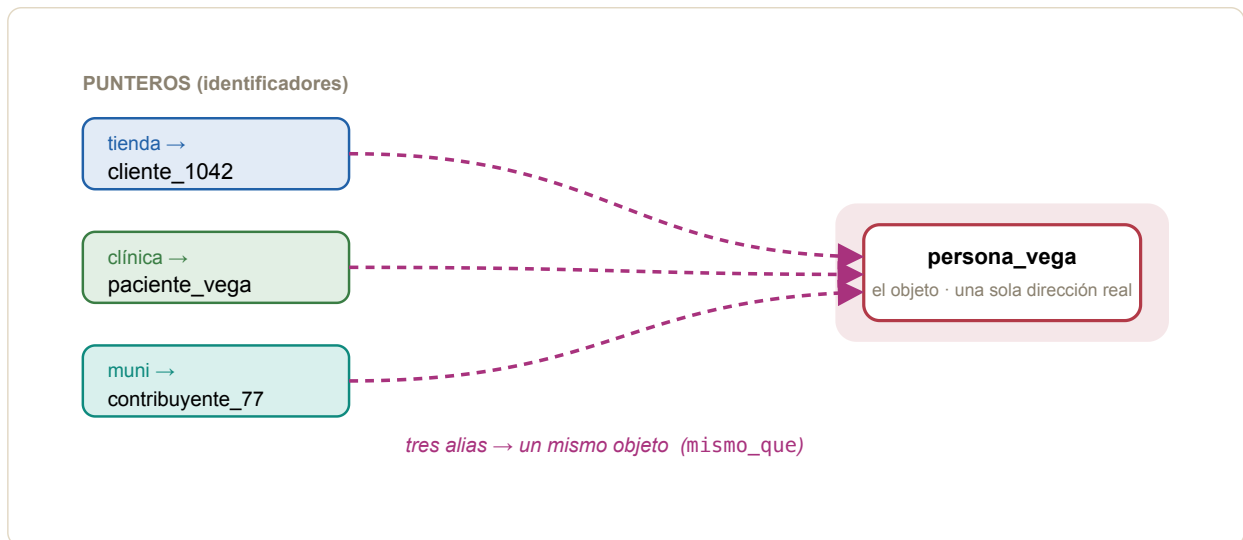 PUNTEROS (identificadores)
tienda →
cliente_1042
clínica →
paciente_vega
muni →
contribuyente_77
persona_vega
el objeto · una sola dirección real
tres alias → un mismo objeto (mismo_que)